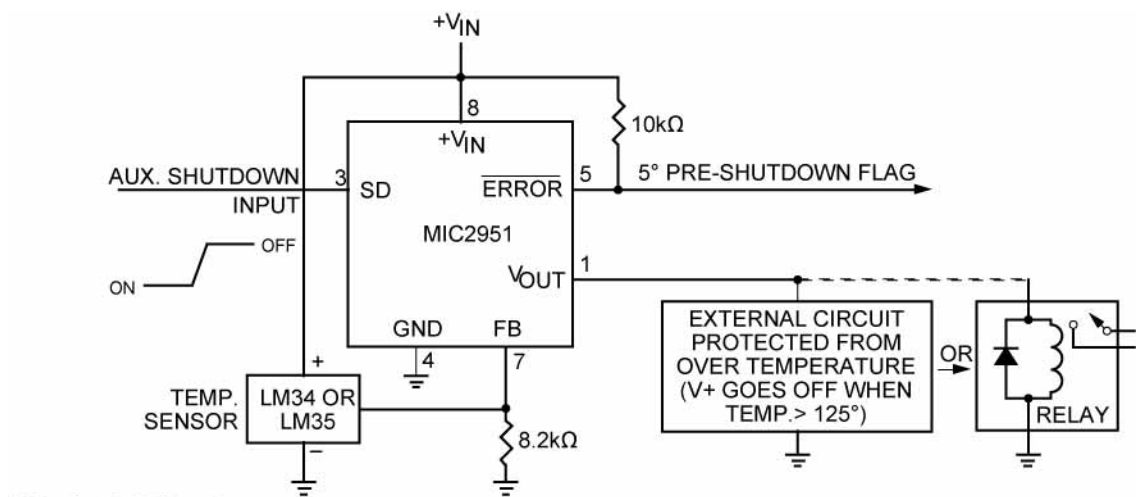 +VIN
8
+VIN
10kΩ
AUX. SHUTDOWN
INPUT
3
SD
ERROR
5
5° PRE-SHUTDOWN FLAG
MIC2951
OFF
ON
VOUT
1
GND
FB
4
7
EXTERNAL CIRCUIT
PROTECTED FROM
OVER TEMPERATURE
(V+ GOES OFF WHEN
TEMP.> 125°)
OR
RELAY
+
TEMP.
SENSOR
LM34 OR
LM35
–
8.2kΩ